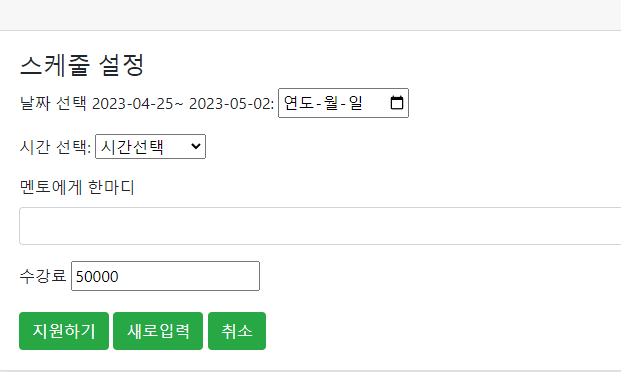 스케줄 설정
날짜 선택 2023-04-25~ 2023-05-02: 연도-월-일
시간 선택: 시간선택
멘토에게 한마디
수강료 50000
지원하기 새로입력 취소